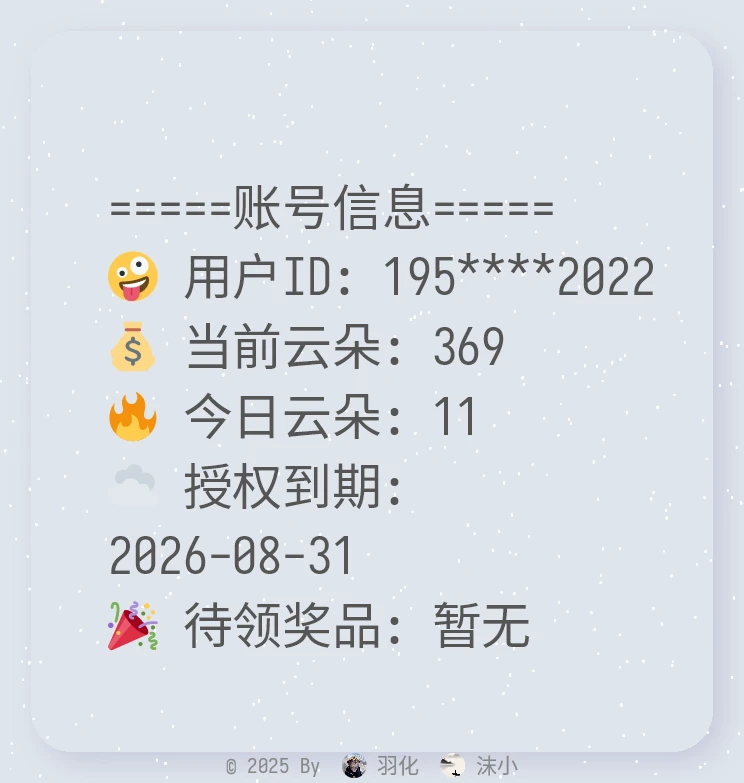 =====账号信息=====
🤪 用户ID: 195****2022
💰 当前云朵: 369
🔥 今日云朵: 11
☁️ 授权到期:
2026-08-31
🎉 待领奖品: 暂无
© 2025 By 羽化 沫小